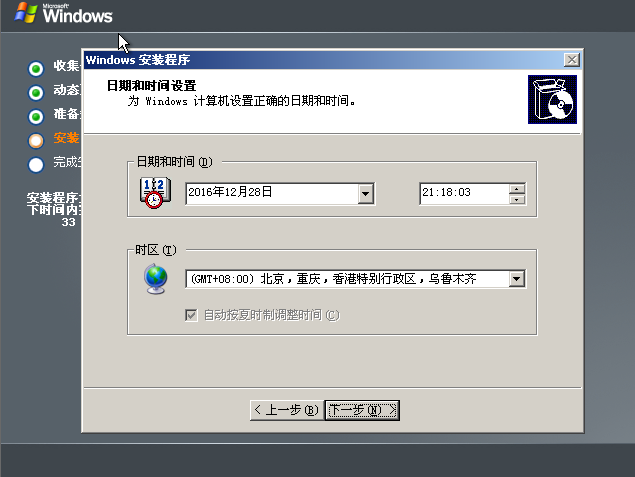 Microsoft
Windows
Windows 安装程序
收集
动态
准备
安装
完成
安装程序
下时间内
33
日期和时间设置
为 Windows 计算机设置正确的日期和时间。
日期和时间(D)
2016年12月28日
21:18:03
时区(T)
(GMT+08:00) 北京，重庆，香港特别行政区，乌鲁木齐
自动按夏时制调整时间(C)
< 上一步(B)
下一步(N) >